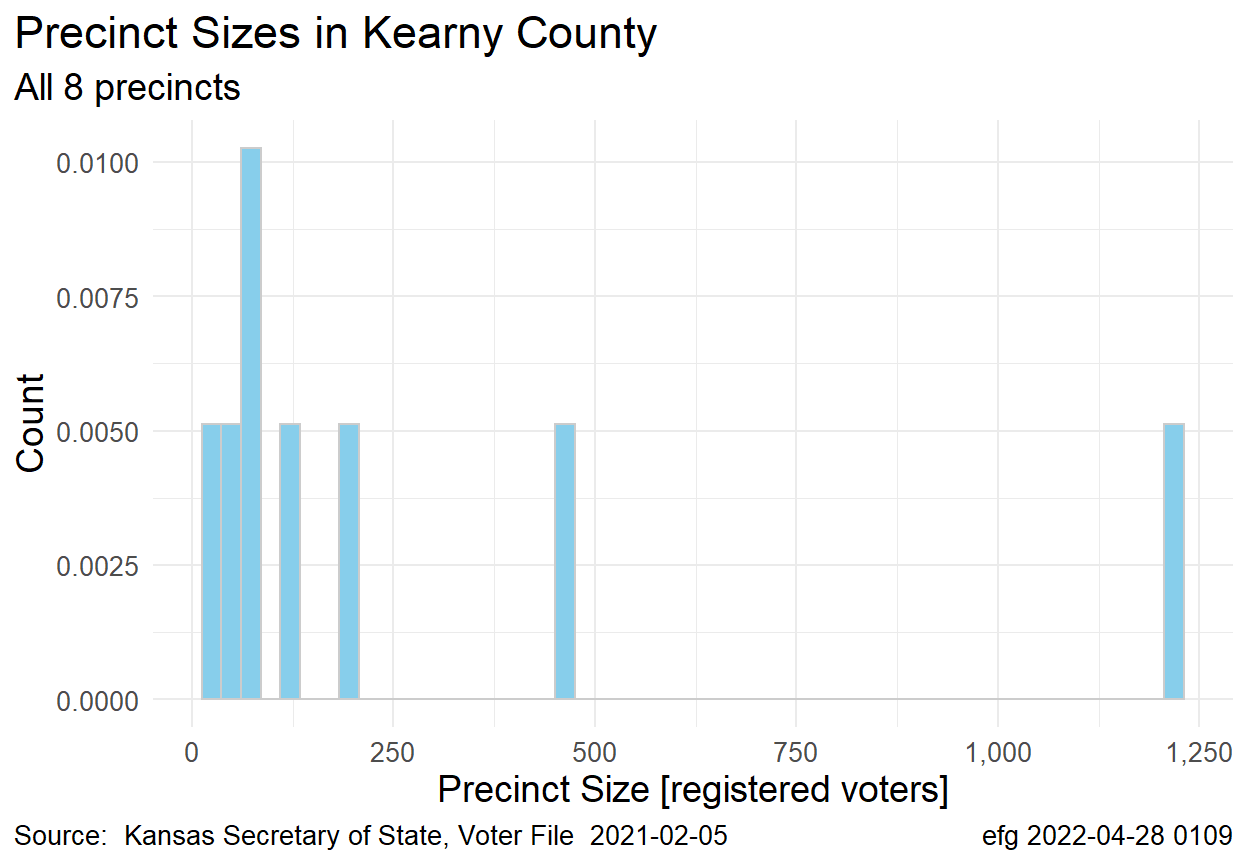 Precinct Sizes in Kearny County
All 8 precincts
0.0100
0.0075
0.0050
0.0025
0.0000
Count
0 250 500 750 1,000 1,250
Precinct Size [registered voters]
Source:  Kansas Secretary of State, Voter File  2021-02-05 efg 2022-04-28 0109